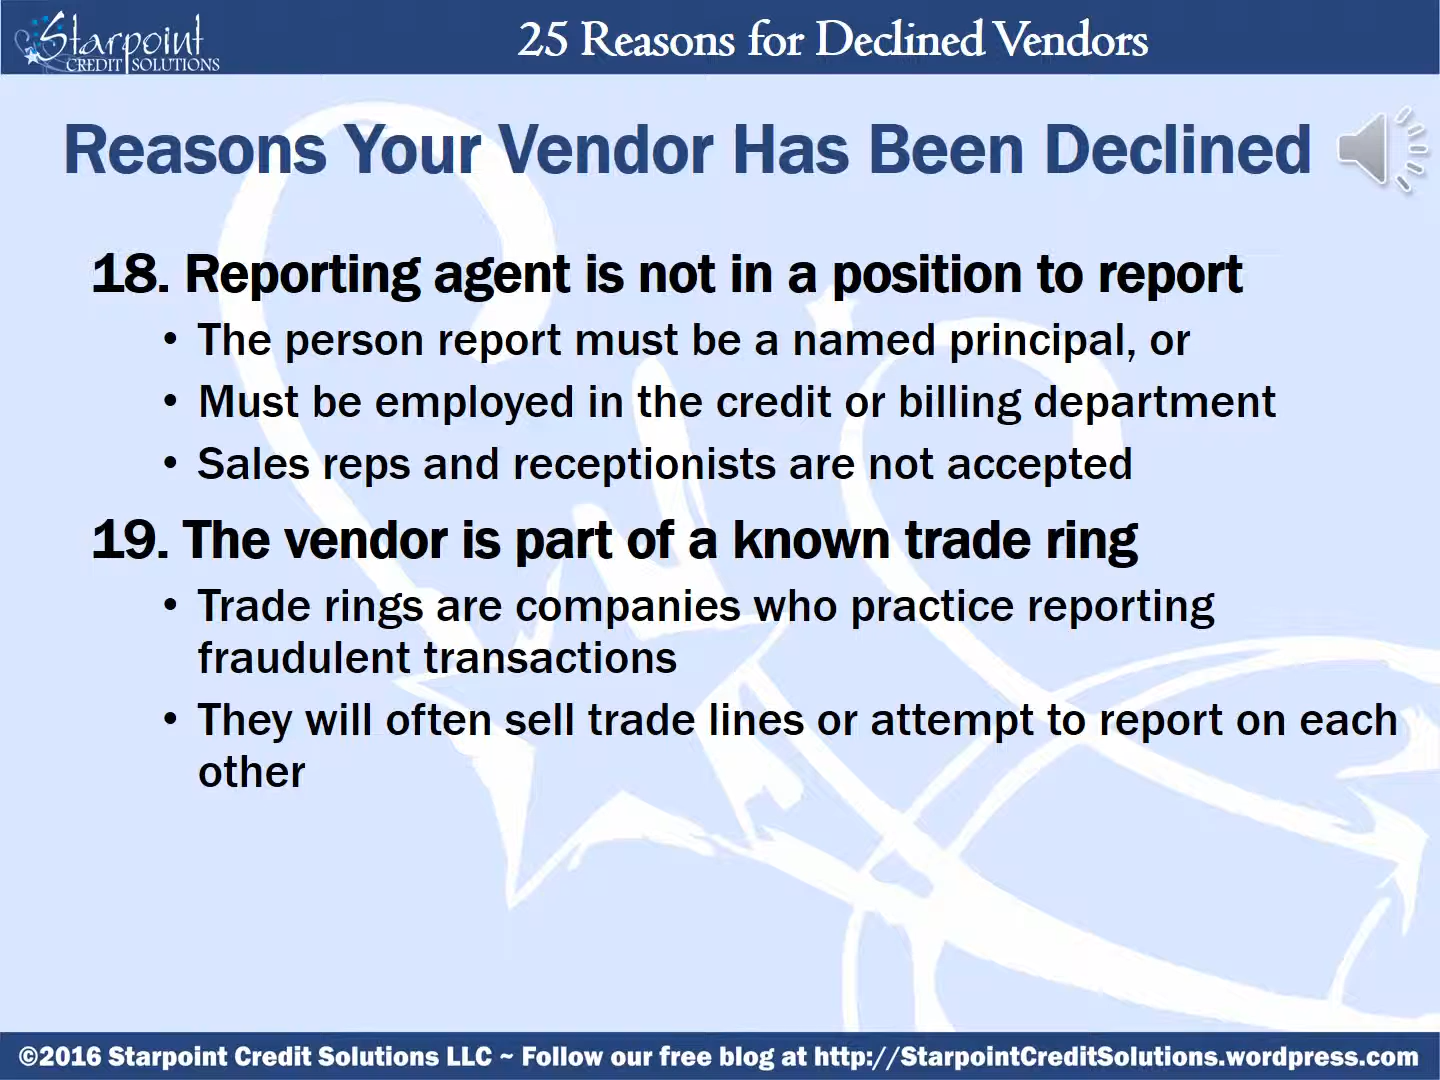 Starpoint
CREDIT SOLUTIONS
25 Reasons for Declined Vendors
Reasons Your Vendor Has Been Declined
18. Reporting agent is not in a position to report
• The person report must be a named principal, or
• Must be employed in the credit or billing department
• Sales reps and receptionists are not accepted
19. The vendor is part of a known trade ring
• Trade rings are companies who practice reporting
fraudulent transactions
• They will often sell trade lines or attempt to report on each
other
©2016 Starpoint Credit Solutions LLC ~ Follow our free blog at http://StarpointCreditSolutions.wordpress.com